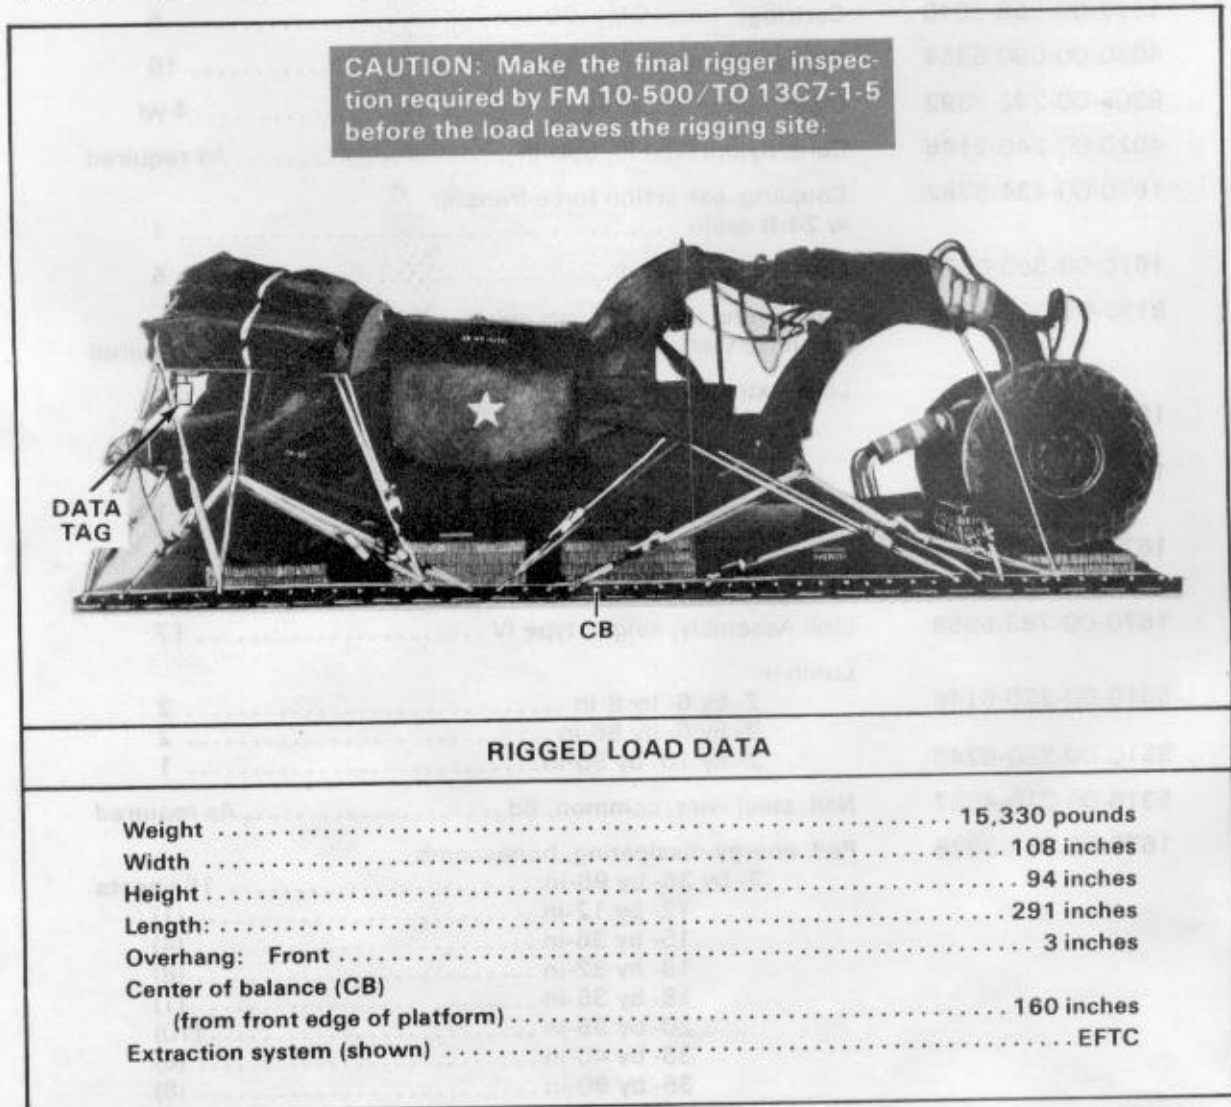 CAUTION: Make the final rigger inspec-
tion required by FM 10-500/TO 13C7-1-5
before the load leaves the rigging site.
DATA
TAG
CB
RIGGED LOAD DATA
Weight 15,330 pounds
Width 108 inches
Height 94 inches
Length: 291 inches
Overhang: Front 3 inches
Center of balance (CB)
(from front edge of platform) 160 inches
Extraction system (shown) EFTC